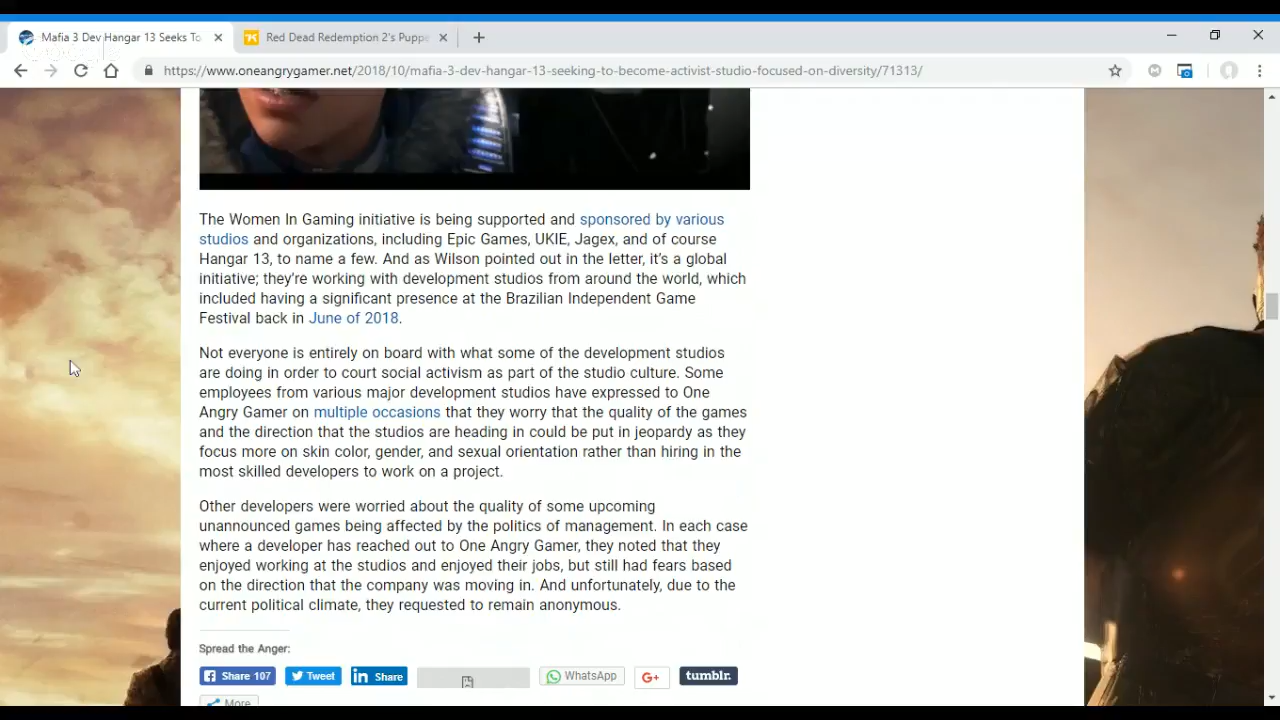 Mafia 3 Dev Hangar 13 Seeks To
Red Dead Redemption 2's Puppe
https://www.oneangrygamer.net/2018/10/mafia-3-dev-hangar-13-seeking-to-become-activist-studio-focused-on-diversity/71313/
The Women In Gaming initiative is being supported and sponsored by various
studios and organizations, including Epic Games, UKIE, Jagex, and of course
Hangar 13, to name a few. And as Wilson pointed out in the letter, it's a global
initiative; they're working with development studios from around the world, which
included having a significant presence at the Brazilian Independent Game
Festival back in June of 2018.
Not everyone is entirely on board with what some of the development studios
are doing in order to court social activism as part of the studio culture. Some
employees from various major development studios have expressed to One
Angry Gamer on multiple occasions that they worry that the quality of the games
and the direction that the studios are heading in could be put in jeopardy as they
focus more on skin color, gender, and sexual orientation rather than hiring in the
most skilled developers to work on a project.
Other developers were worried about the quality of some upcoming
unannounced games being affected by the politics of management. In each case
where a developer has reached out to One Angry Gamer, they noted that they
enjoyed working at the studios and enjoyed their jobs, but still had fears based
on the direction that the company was moving in. And unfortunately, due to the
current political climate, they requested to remain anonymous.
Spread the Anger:
Share 107
Tweet
in Share
WhatsApp
G+
tumblr.
More